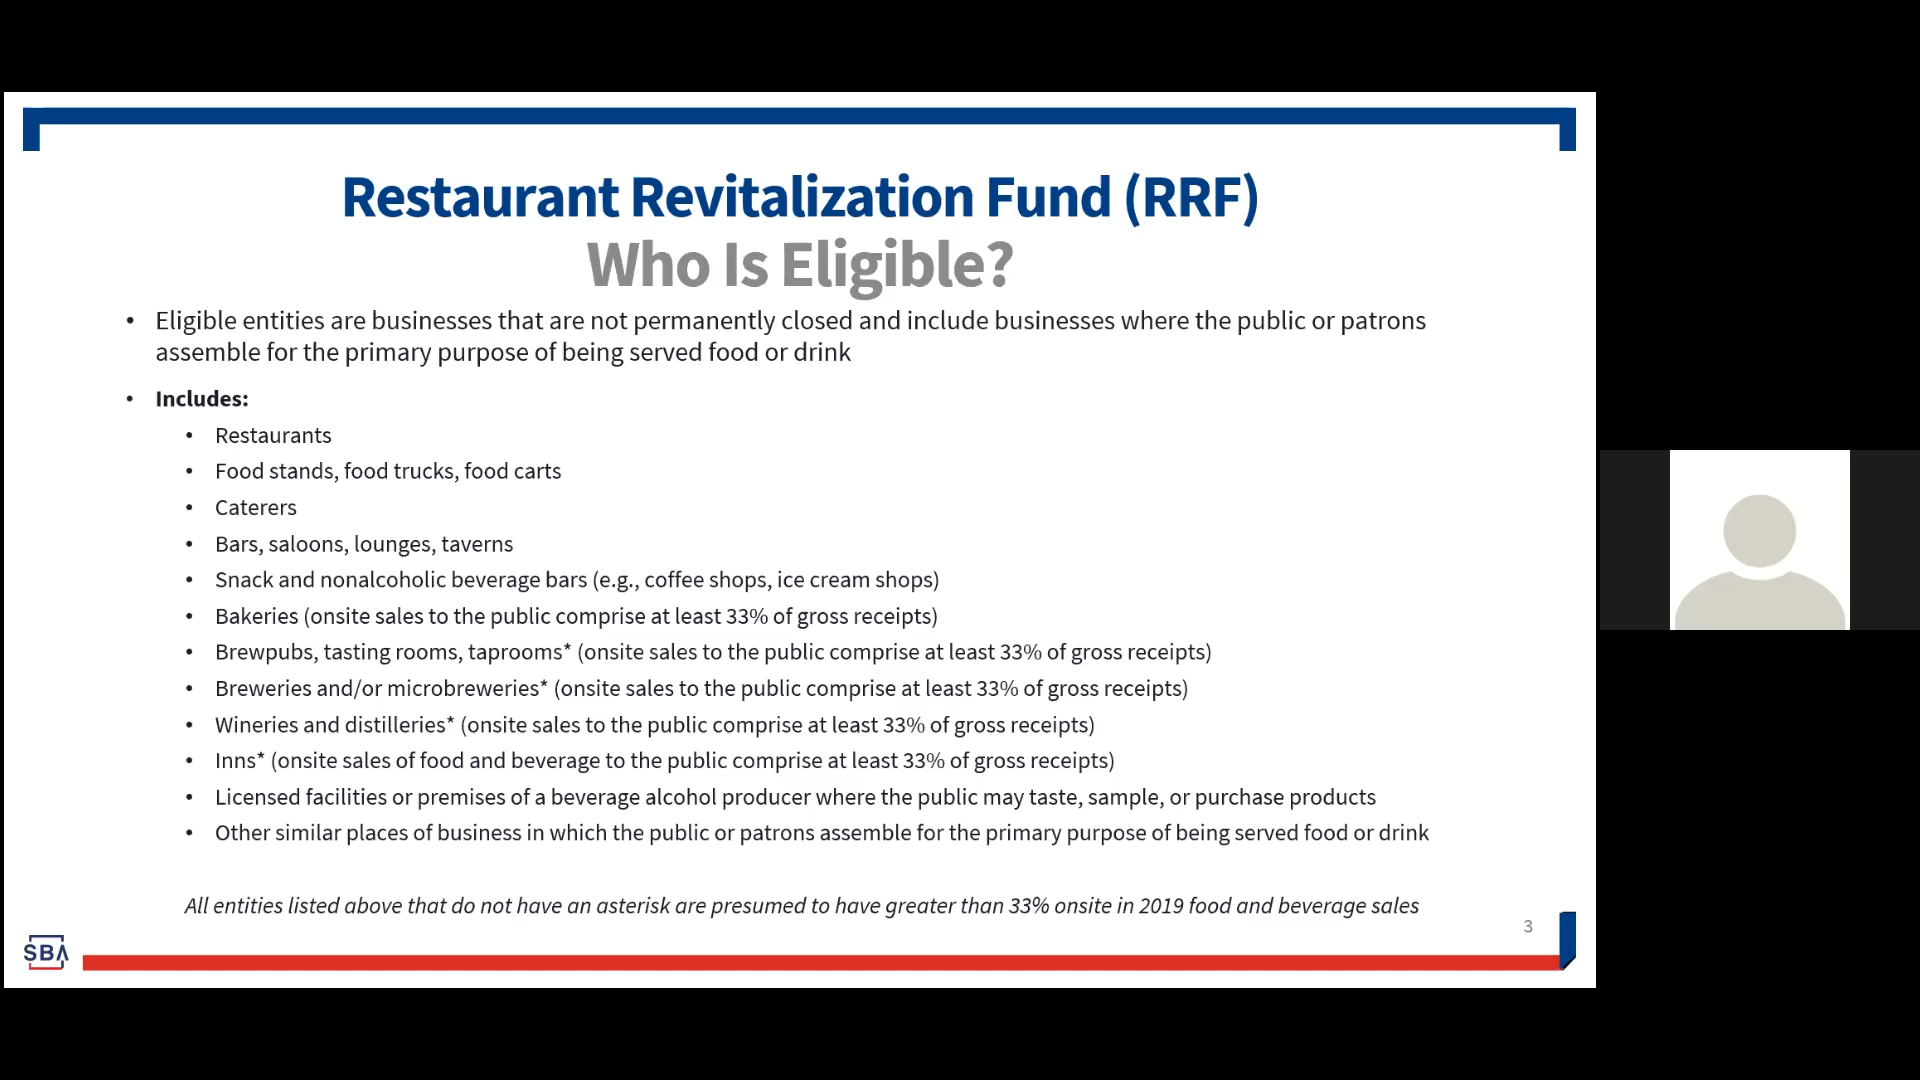 Restaurant Revitalization Fund (RRF)
Who Is Eligible?
• Eligible entities are businesses that are not permanently closed and include businesses where the public or patrons
assemble for the primary purpose of being served food or drink
• Includes:
• Restaurants
• Food stands, food trucks, food carts
• Caterers
• Bars, saloons, lounges, taverns
• Snack and nonalcoholic beverage bars (e.g., coffee shops, ice cream shops)
• Bakeries (onsite sales to the public comprise at least 33% of gross receipts)
• Brewpubs, tasting rooms, taprooms* (onsite sales to the public comprise at least 33% of gross receipts)
• Breweries and/or microbreweries* (onsite sales to the public comprise at least 33% of gross receipts)
• Wineries and distilleries* (onsite sales to the public comprise at least 33% of gross receipts)
• Inns* (onsite sales of food and beverage to the public comprise at least 33% of gross receipts)
• Licensed facilities or premises of a beverage alcohol producer where the public may taste, sample, or purchase products
• Other similar places of business in which the public or patrons assemble for the primary purpose of being served food or drink
All entities listed above that do not have an asterisk are presumed to have greater than 33% onsite in 2019 food and beverage sales
3
SBA